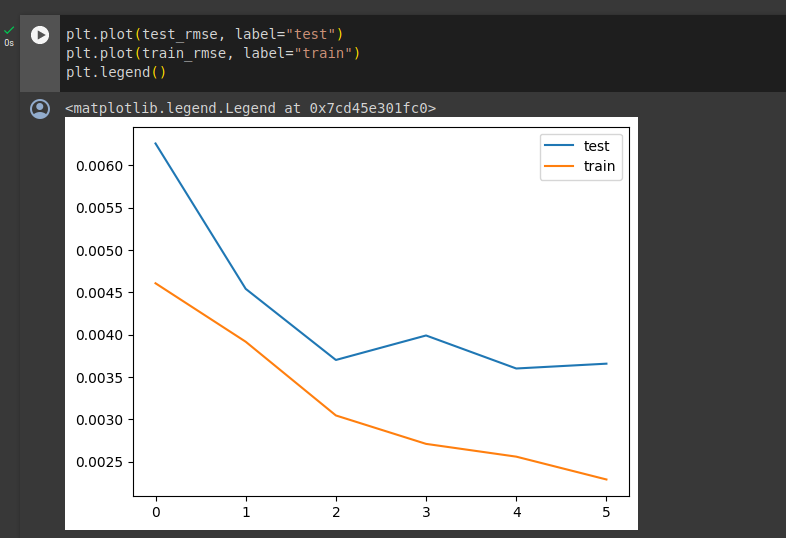 plt.plot(test_rmse, label="test")
0s
plt.plot(train_rmse, label="train")
plt.legend()
<matplotlib.legend.Legend at 0x7cd45e301fc0>
test
train
0.0060
0.0055
0.0050
0.0045
0.0040
0.0035
0.0030
0.0025
0 1 2 3 4 5